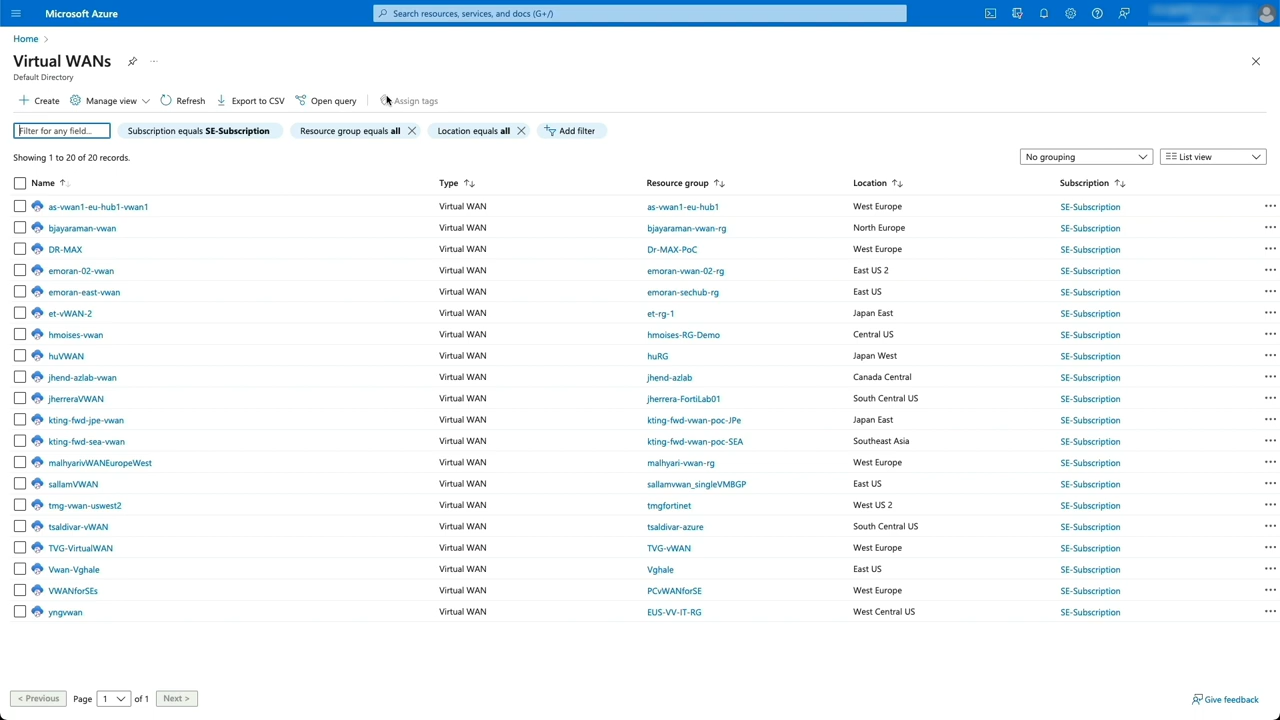 Microsoft Azure
Search resources, services, and docs (G+/)
Home
Virtual WANs
Default Directory
Create Manage view Refresh Export to CSV Open query Assign tags
Filter for any field... Subscription equals SE-Subscription Resource group equals all Location equals all Add filter
Showing 1 to 20 of 20 records. No grouping List view
Name Type Resource group Location Subscription
as-vwan1-eu-hub1-vwan1 Virtual WAN as-vwan1-eu-hub1 West Europe SE-Subscription
bjayaraman-vwan Virtual WAN bjayaraman-vwan-rg North Europe SE-Subscription
DR-MAX Virtual WAN Dr-MAX-PoC West Europe SE-Subscription
emoran-02-vwan Virtual WAN emoran-vwan-02-rg East US 2 SE-Subscription
emoran-east-vwan Virtual WAN emoran-sechub-rg East US SE-Subscription
et-vWAN-2 Virtual WAN et-rg-1 Japan East SE-Subscription
hmoises-vwan Virtual WAN hmoises-RG-Demo Central US SE-Subscription
huVWAN Virtual WAN huRG Japan West SE-Subscription
jhend-azlab-vwan Virtual WAN jhend-azlab Canada Central SE-Subscription
jherreraVWAN Virtual WAN jherrera-FortiLab01 South Central US SE-Subscription
kting-fwd-jpe-vwan Virtual WAN kting-fwd-vwan-poc-JPe Japan East SE-Subscription
kting-fwd-sea-vwan Virtual WAN kting-fwd-vwan-poc-SEA Southeast Asia SE-Subscription
malhyarivWANEuropeWest Virtual WAN malhyari-vwan-rg West Europe SE-Subscription
sallamVWAN Virtual WAN sallamvwan_singleVMBGP East US SE-Subscription
tmg-vwan-uswest2 Virtual WAN tmgfortinet West US 2 SE-Subscription
tsaldivar-vWAN Virtual WAN tsaldivar-azure South Central US SE-Subscription
TVG-VirtualWAN Virtual WAN TVG-vWAN West Europe SE-Subscription
Vwan-Vghale Virtual WAN Vghale East US SE-Subscription
VWANforSEs Virtual WAN PCvWANforSE West Europe SE-Subscription
yngvwan Virtual WAN EUS-VV-IT-RG West Central US SE-Subscription
< Previous Page 1 of 1 Next > Give feedback